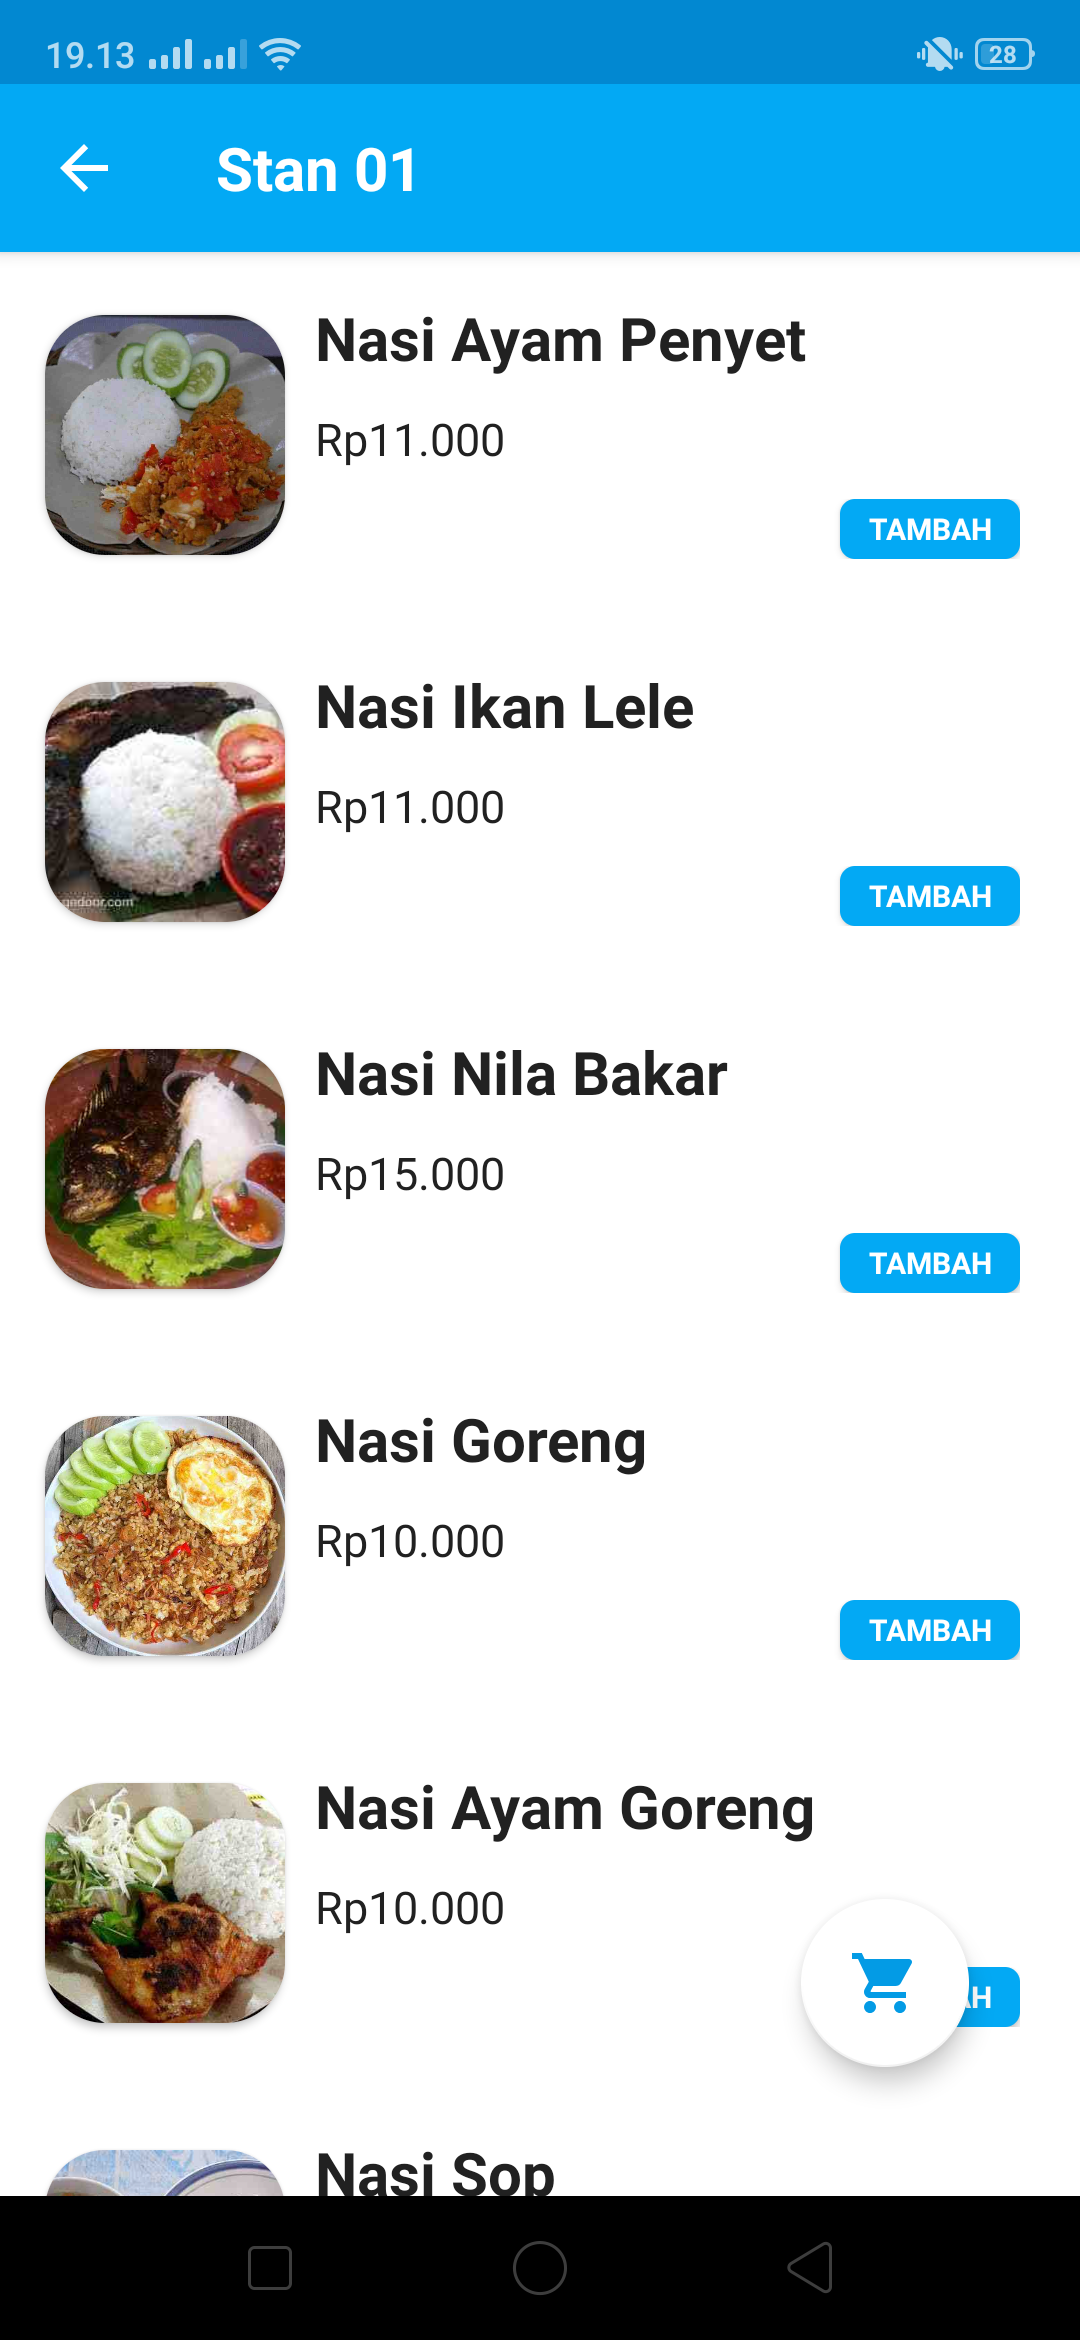 19.13
28
Stan 01
Nasi Ayam Penyet
Rp11.000
TAMBAH
Nasi Ikan Lele
Rp11.000
TAMBAH
Nasi Nila Bakar
Rp15.000
TAMBAH
Nasi Goreng
Rp10.000
TAMBAH
Nasi Ayam Goreng
Rp10.000
Nasi Sop